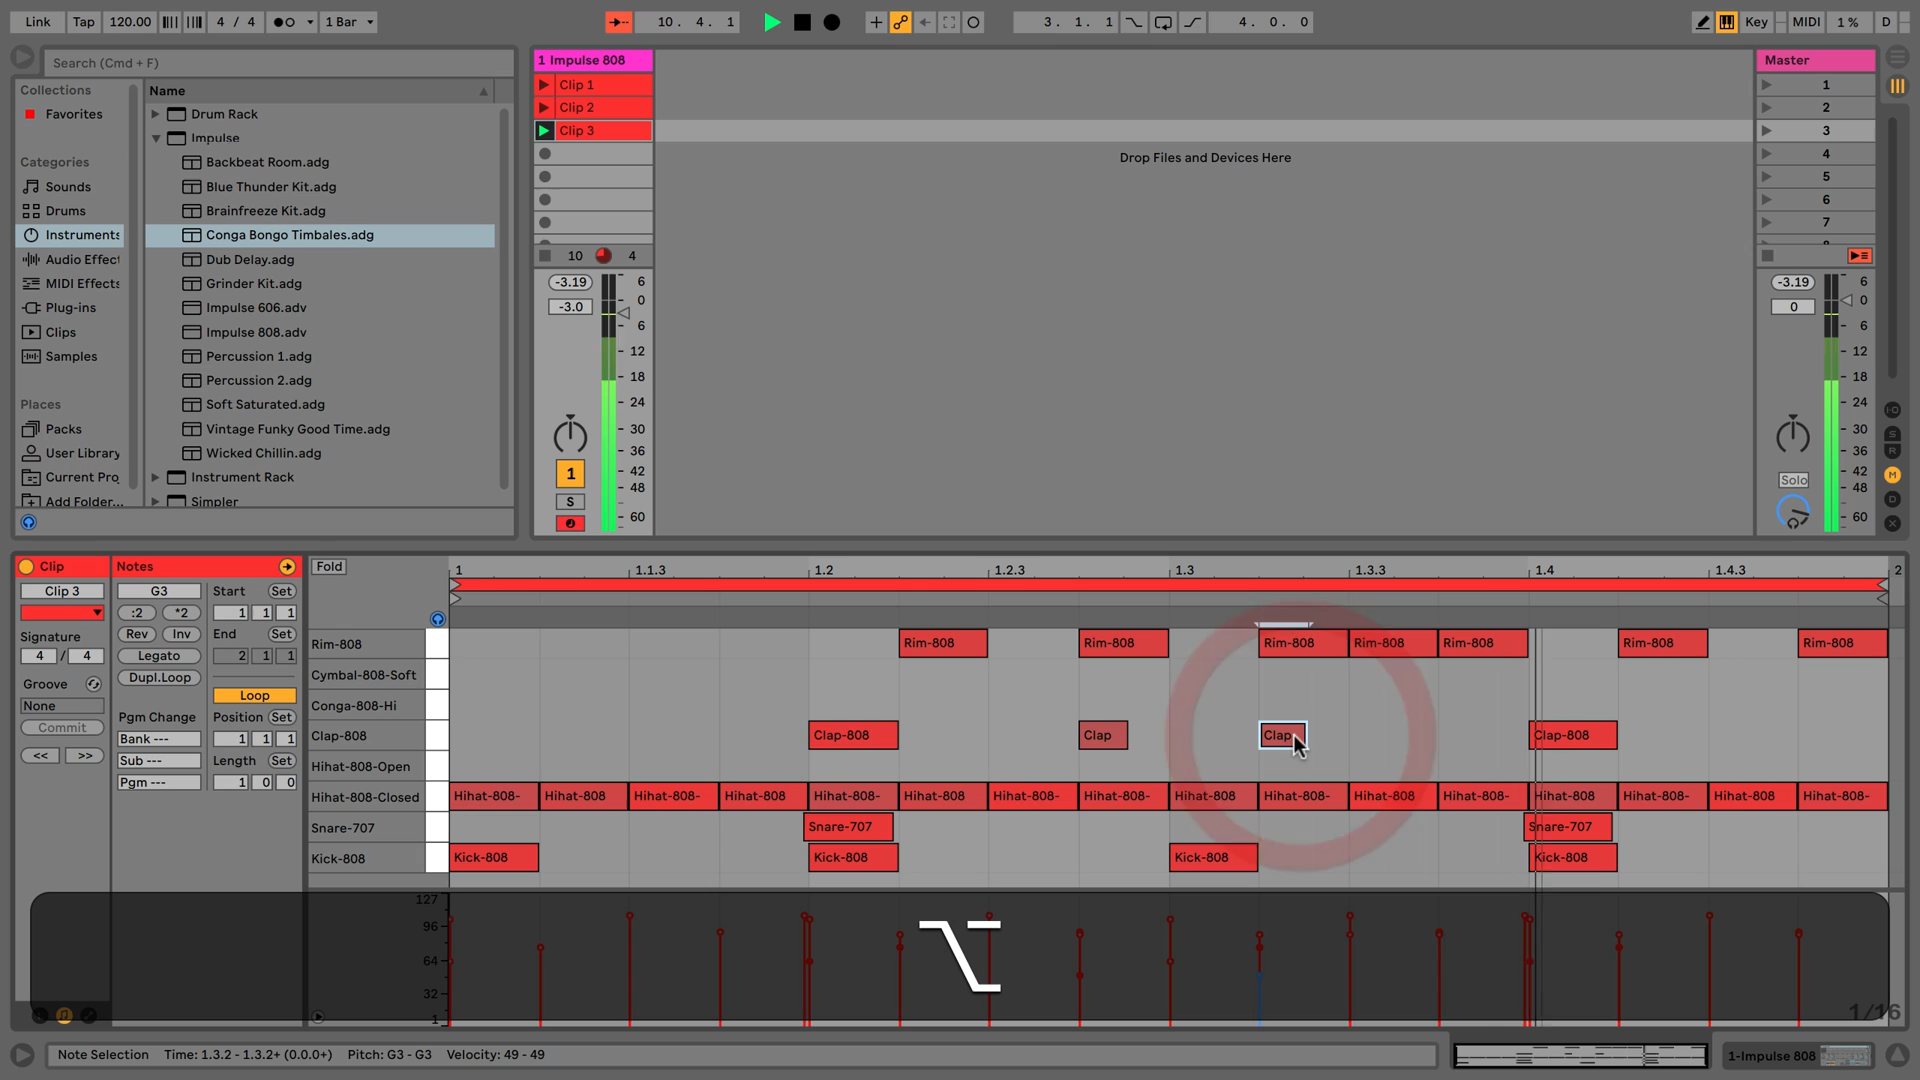 Link Tap 120.00 4 / 4 1 Bar 10. 4. 1 3. 1. 1 4. 0. 0 Key MIDI 1 % D
Search (Cmd + F)
Collections
Favorites
Categories
Sounds
Drums
Instruments
Audio Effect
MIDI Effects
Plug-ins
Clips
Samples
Places
Packs
User Library
Current Pro
Add Folder...
Name
Drum Rack
Impulse
Backbeat Room.adg
Blue Thunder Kit.adg
Brainfreeze Kit.adg
Conga Bongo Timbales.adg
Dub Delay.adg
Grinder Kit.adg
Impulse 606.adv
Impulse 808.adv
Percussion 1.adg
Percussion 2.adg
Soft Saturated.adg
Vintage Funky Good Time.adg
Wicked Chillin.adg
Instrument Rack
Simpler
1 Impulse 808
Clip 1
Clip 2
Clip 3
10 4
-3.19
-3.0
6
0
6
12
18
24
30
36
42
48
60
1
S
Drop Files and Devices Here
Master
1
2
3
4
5
6
7
-3.19
0
6
0
6
12
18
24
30
36
42
48
60
Solo
I·O
S
R
M
D
X
Clip
Clip 3
Signature
4 / 4
Groove
None
Commit
<< >>
Notes
G3
:2 *2
Rev Inv
Legato
Dupl.Loop
Pgm Change
Bank ---
Sub ---
Pgm ---
Start Set
1 1 1
End Set
2 1 1
Loop
Position Set
1 1 1
Length Set
1 0 0
Fold 1 1.1.3 1.2 1.2.3 1.3 1.3.3 1.4 1.4.3 2
Rim-808 Rim-808 Rim-808 Rim-808 Rim-808 Rim-808 Rim-808 Rim-808
Cymbal-808-Soft
Conga-808-Hi
Clap-808 Clap-808 Clap Clap Clap-808
Hihat-808-Open
Hihat-808-Closed Hihat-808- Hihat-808 Hihat-808- Hihat-808 Hihat-808- Hihat-808 Hihat-808- Hihat-808- Hihat-808 Hihat-808- Hihat-808 Hihat-808- Hihat-808 Hihat-808- Hihat-808 Hihat-808-
Snare-707 Snare-707 Snare-707
Kick-808 Kick-808 Kick-808 Kick-808 Kick-808
127
96
64
32
1
⌥
1/16
Note Selection Time: 1.3.2 - 1.3.2+ (0.0.0+) Pitch: G3 - G3 Velocity: 49 - 49
1-Impulse 808